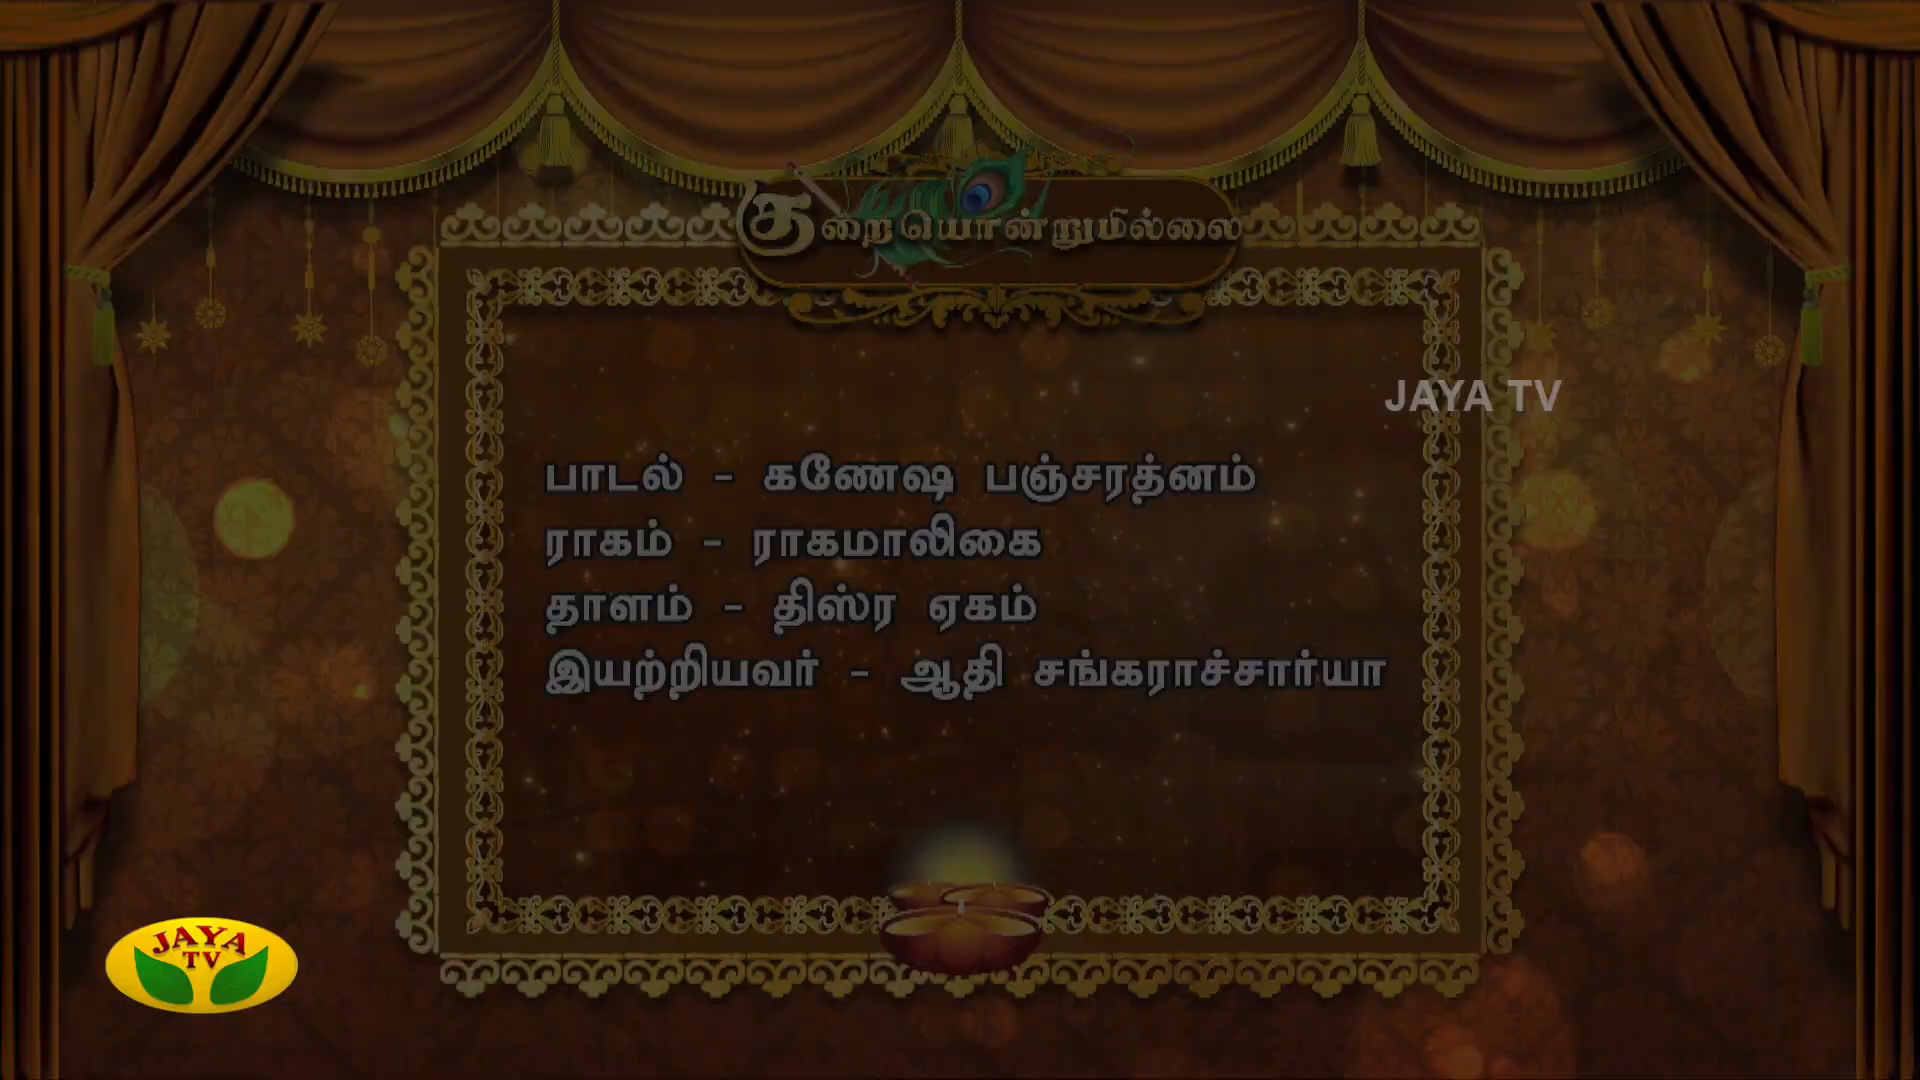 குறையொன்றுமில்லை
JAYA TV
பாடல் - கணேஷ பஞ்சரத்னம்
ராகம் - ராகமாலிகை
தாளம் - திஸ்ர ஏகம்
இயற்றியவர் - ஆதி சங்கராச்சார்யா
JAYA
TV